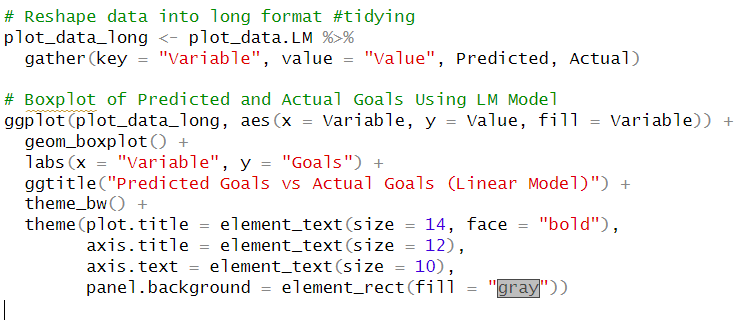 # Reshape data into long format #tidying
plot_data_long <- plot_data.LM %>%
  gather(key = "Variable", value = "Value", Predicted, Actual)

# Boxplot of Predicted and Actual Goals Using LM Model
ggplot(plot_data_long, aes(x = Variable, y = Value, fill = Variable)) +
  geom_boxplot() +
  labs(x = "Variable", y = "Goals") +
  ggtitle("Predicted Goals vs Actual Goals (Linear Model)") +
  theme_bw() +
  theme(plot.title = element_text(size = 14, face = "bold"),
        axis.title = element_text(size = 12),
        axis.text = element_text(size = 10),
        panel.background = element_rect(fill = "gray"))